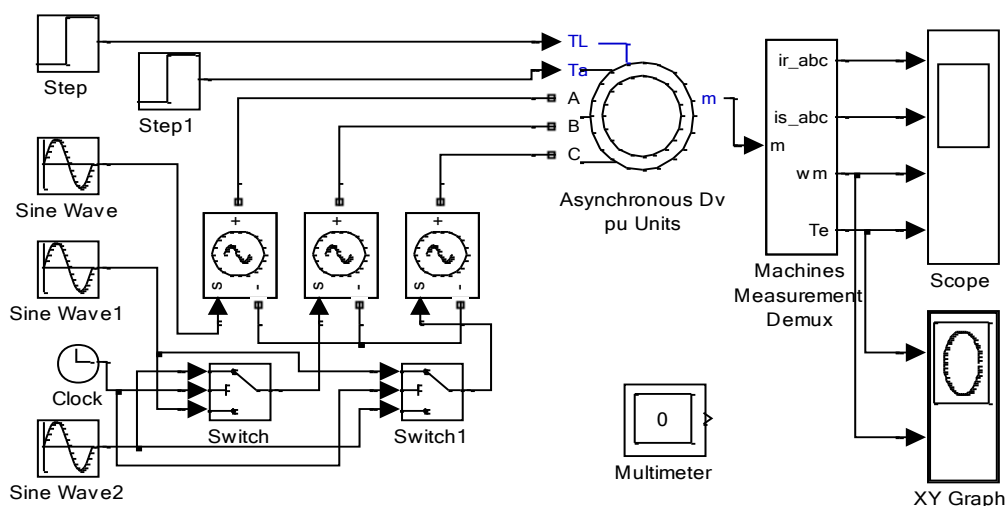 Step
Step1
Sine Wave
Sine Wave1
Clock
Sine Wave2
+
s
-
+
s
-
+
s
-
Switch
Switch1
TL
Ta
A
B
C
m
Asynchronous Dv
pu Units
m
ir_abc
is_abc
wm
Te
Machines
Measurement
Demux
Scope
0
Multimeter
XY Graph